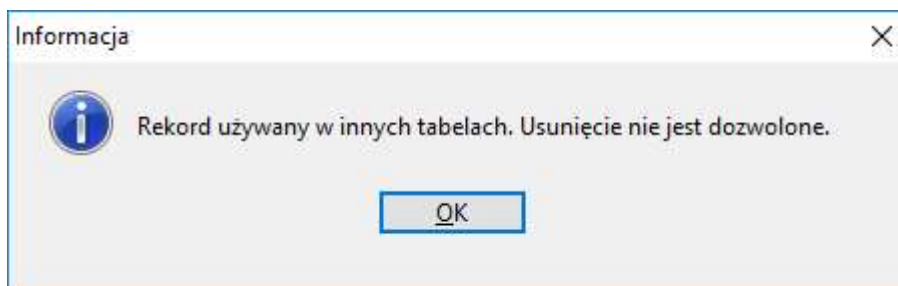 Informacja
Rekord używany w innych tabelach. Usunięcie nie jest dozwolone.
OK